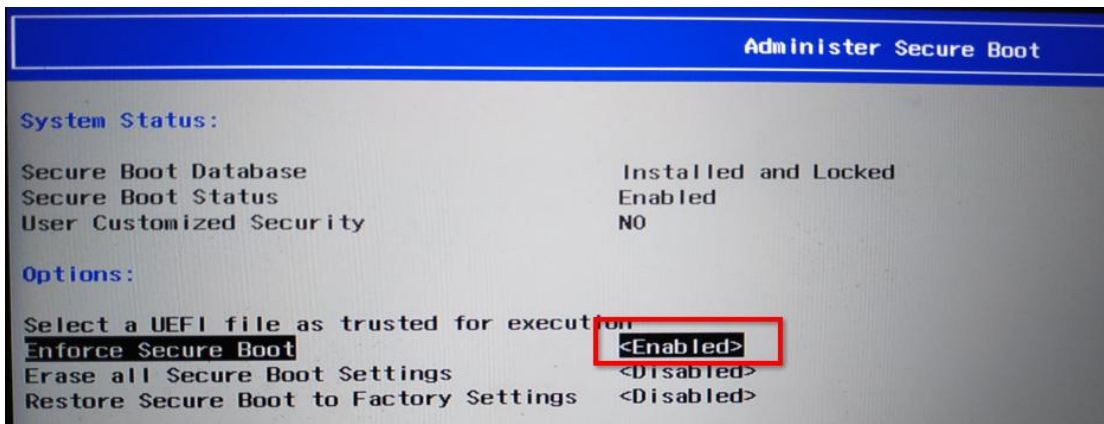 Administer Secure Boot
System Status:
Secure Boot Database Installed and Locked
Secure Boot Status Enabled
User Customized Security NO
Options:
Select a UEFI file as trusted for execution
Enforce Secure Boot <Enabled>
Erase all Secure Boot Settings <Disabled>
Restore Secure Boot to Factory Settings <Disabled>